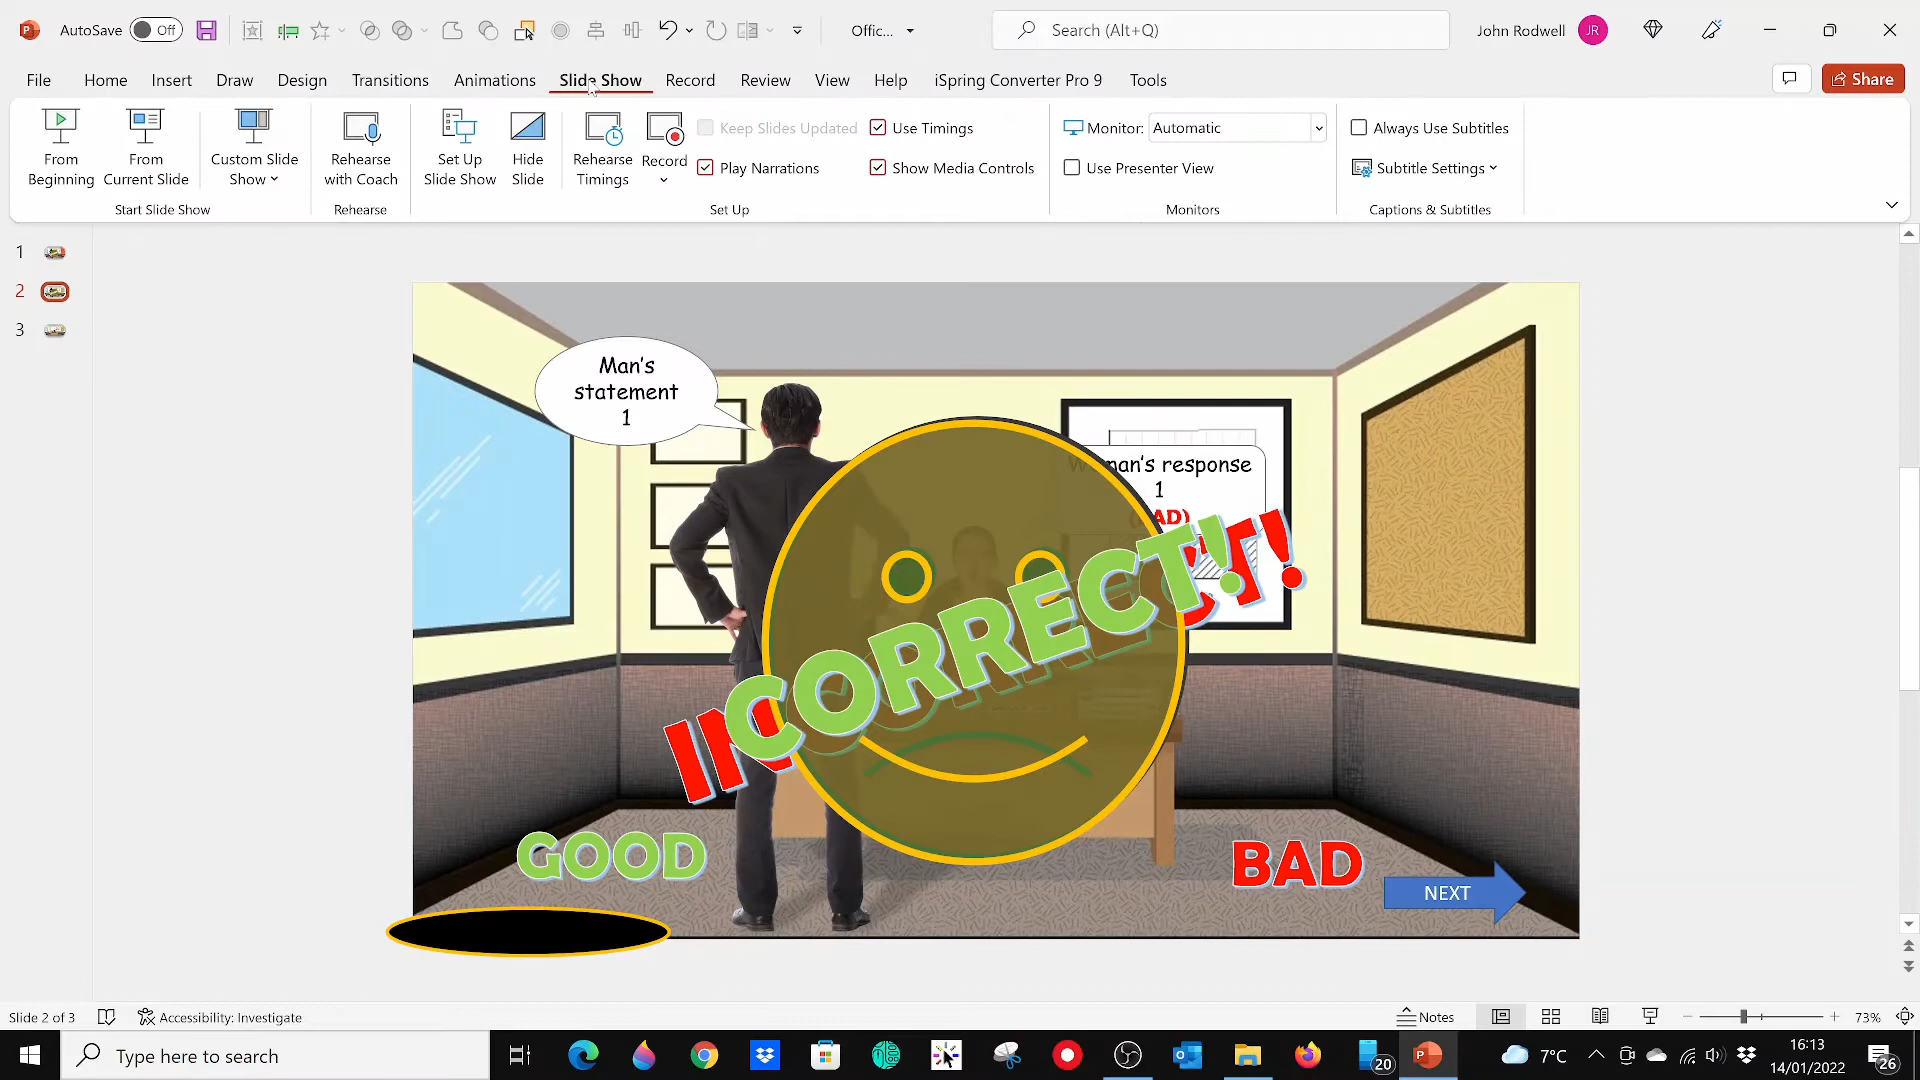 AutoSave Off Offic... Search (Alt+Q) John Rodwell JR
File Home Insert Draw Design Transitions Animations Slide Show Record Review View Help iSpring Converter Pro 9 Tools Share
From Beginning
From Current Slide
Custom Slide Show
Rehearse with Coach
Set Up Slide Show
Hide Slide
Rehearse Timings
Record
Keep Slides Updated
Play Narrations
Use Timings
Show Media Controls
Monitor: Automatic
Use Presenter View
Always Use Subtitles
Subtitle Settings
Start Slide Show Rehearse Set Up Monitors Captions & Subtitles
1
2
3
Man's
statement
1
man's response
1
CORRECT!
GOOD
BAD
NEXT
Slide 2 of 3 Accessibility: Investigate Notes 73%
Type here to search 20 7°C 16:13
14/01/2022 26